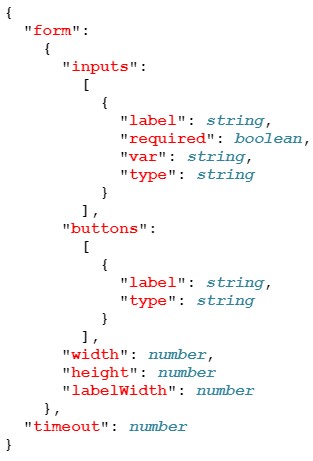 {
"form":
{
"inputs":
[
{
"label": string,
"required": boolean,
"var": string,
"type": string
}
],
"buttons":
[
{
"label": string,
"type": string
}
],
"width": number,
"height": number
"labelWidth": number
},
"timeout": number
}